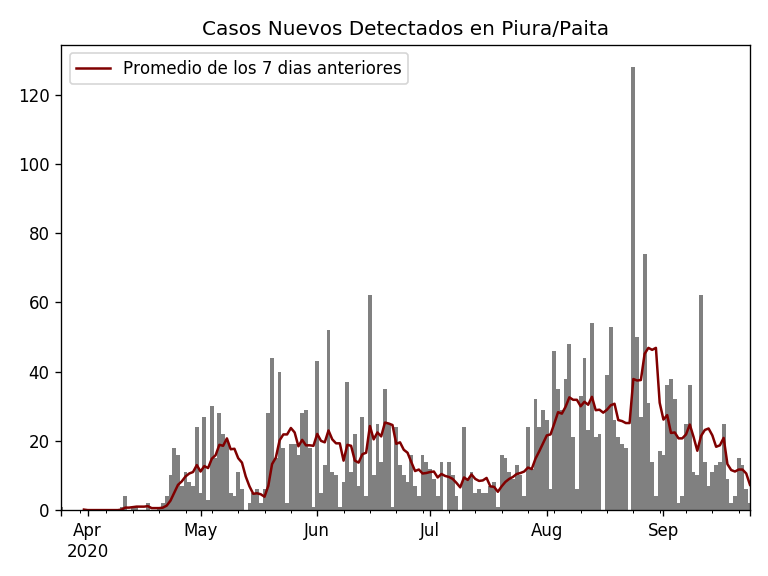 Casos Nuevos Detectados en Piura/Paita
Promedio de los 7 dias anteriores
120
100
80
60
40
20
0
Apr May Jun Jul Aug Sep
2020